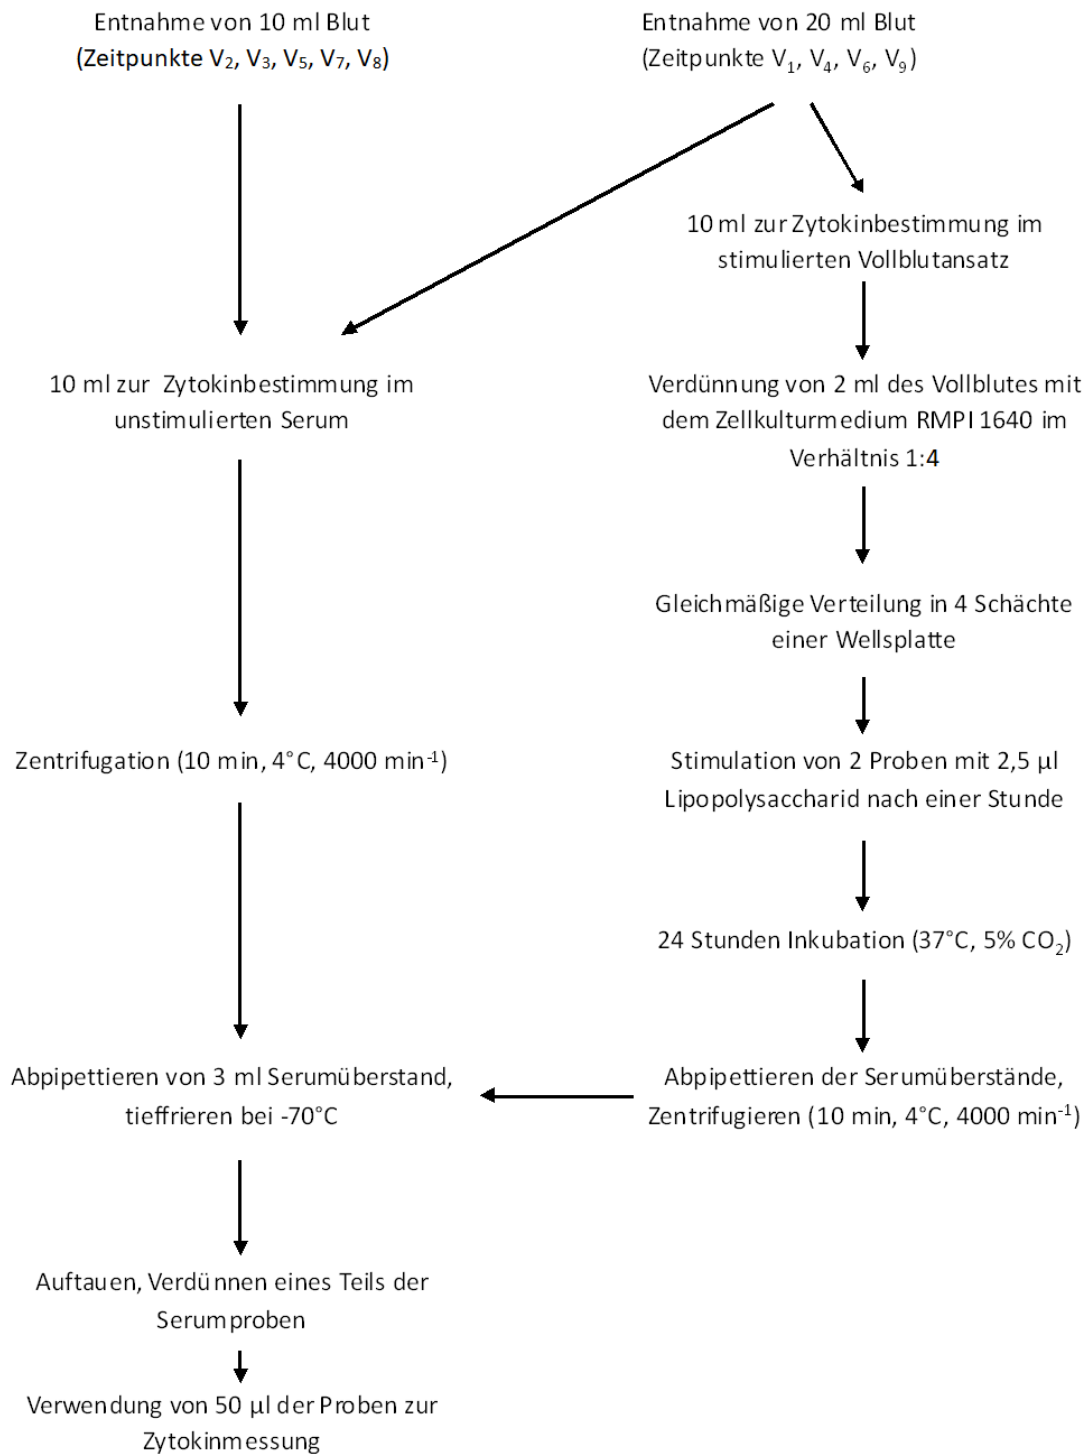 Entnahme von 10 ml Blut
(Zeitpunkte V₂, V₃, V₅, V₇, V₈)
Entnahme von 20 ml Blut
(Zeitpunkte V₁, V₄, V₆, V₉)
10 ml zur Zytokinbestimmung im
stimulierten Vollblutansatz
10 ml zur Zytokinbestimmung im
unstimulierten Serum
Verdünnung von 2 ml des Vollblutes mit
dem Zellkulturmedium RMPI 1640 im
Verhältnis 1:4
Gleichmäßige Verteilung in 4 Schächte
einer Wellsplatte
Zentrifugation (10 min, 4°C, 4000 min⁻¹)
Stimulation von 2 Proben mit 2,5 µl
Lipopolysaccharid nach einer Stunde
24 Stunden Inkubation (37°C, 5% CO₂)
Abpipettieren von 3 ml Serumüberstand,
tieffrieren bei -70°C
Abpipettieren der Serumüberstände,
Zentrifugieren (10 min, 4°C, 4000 min⁻¹)
Auftauen, Verdünnen eines Teils der
Serumproben
Verwendung von 50 µl der Proben zur
Zytokinmessung